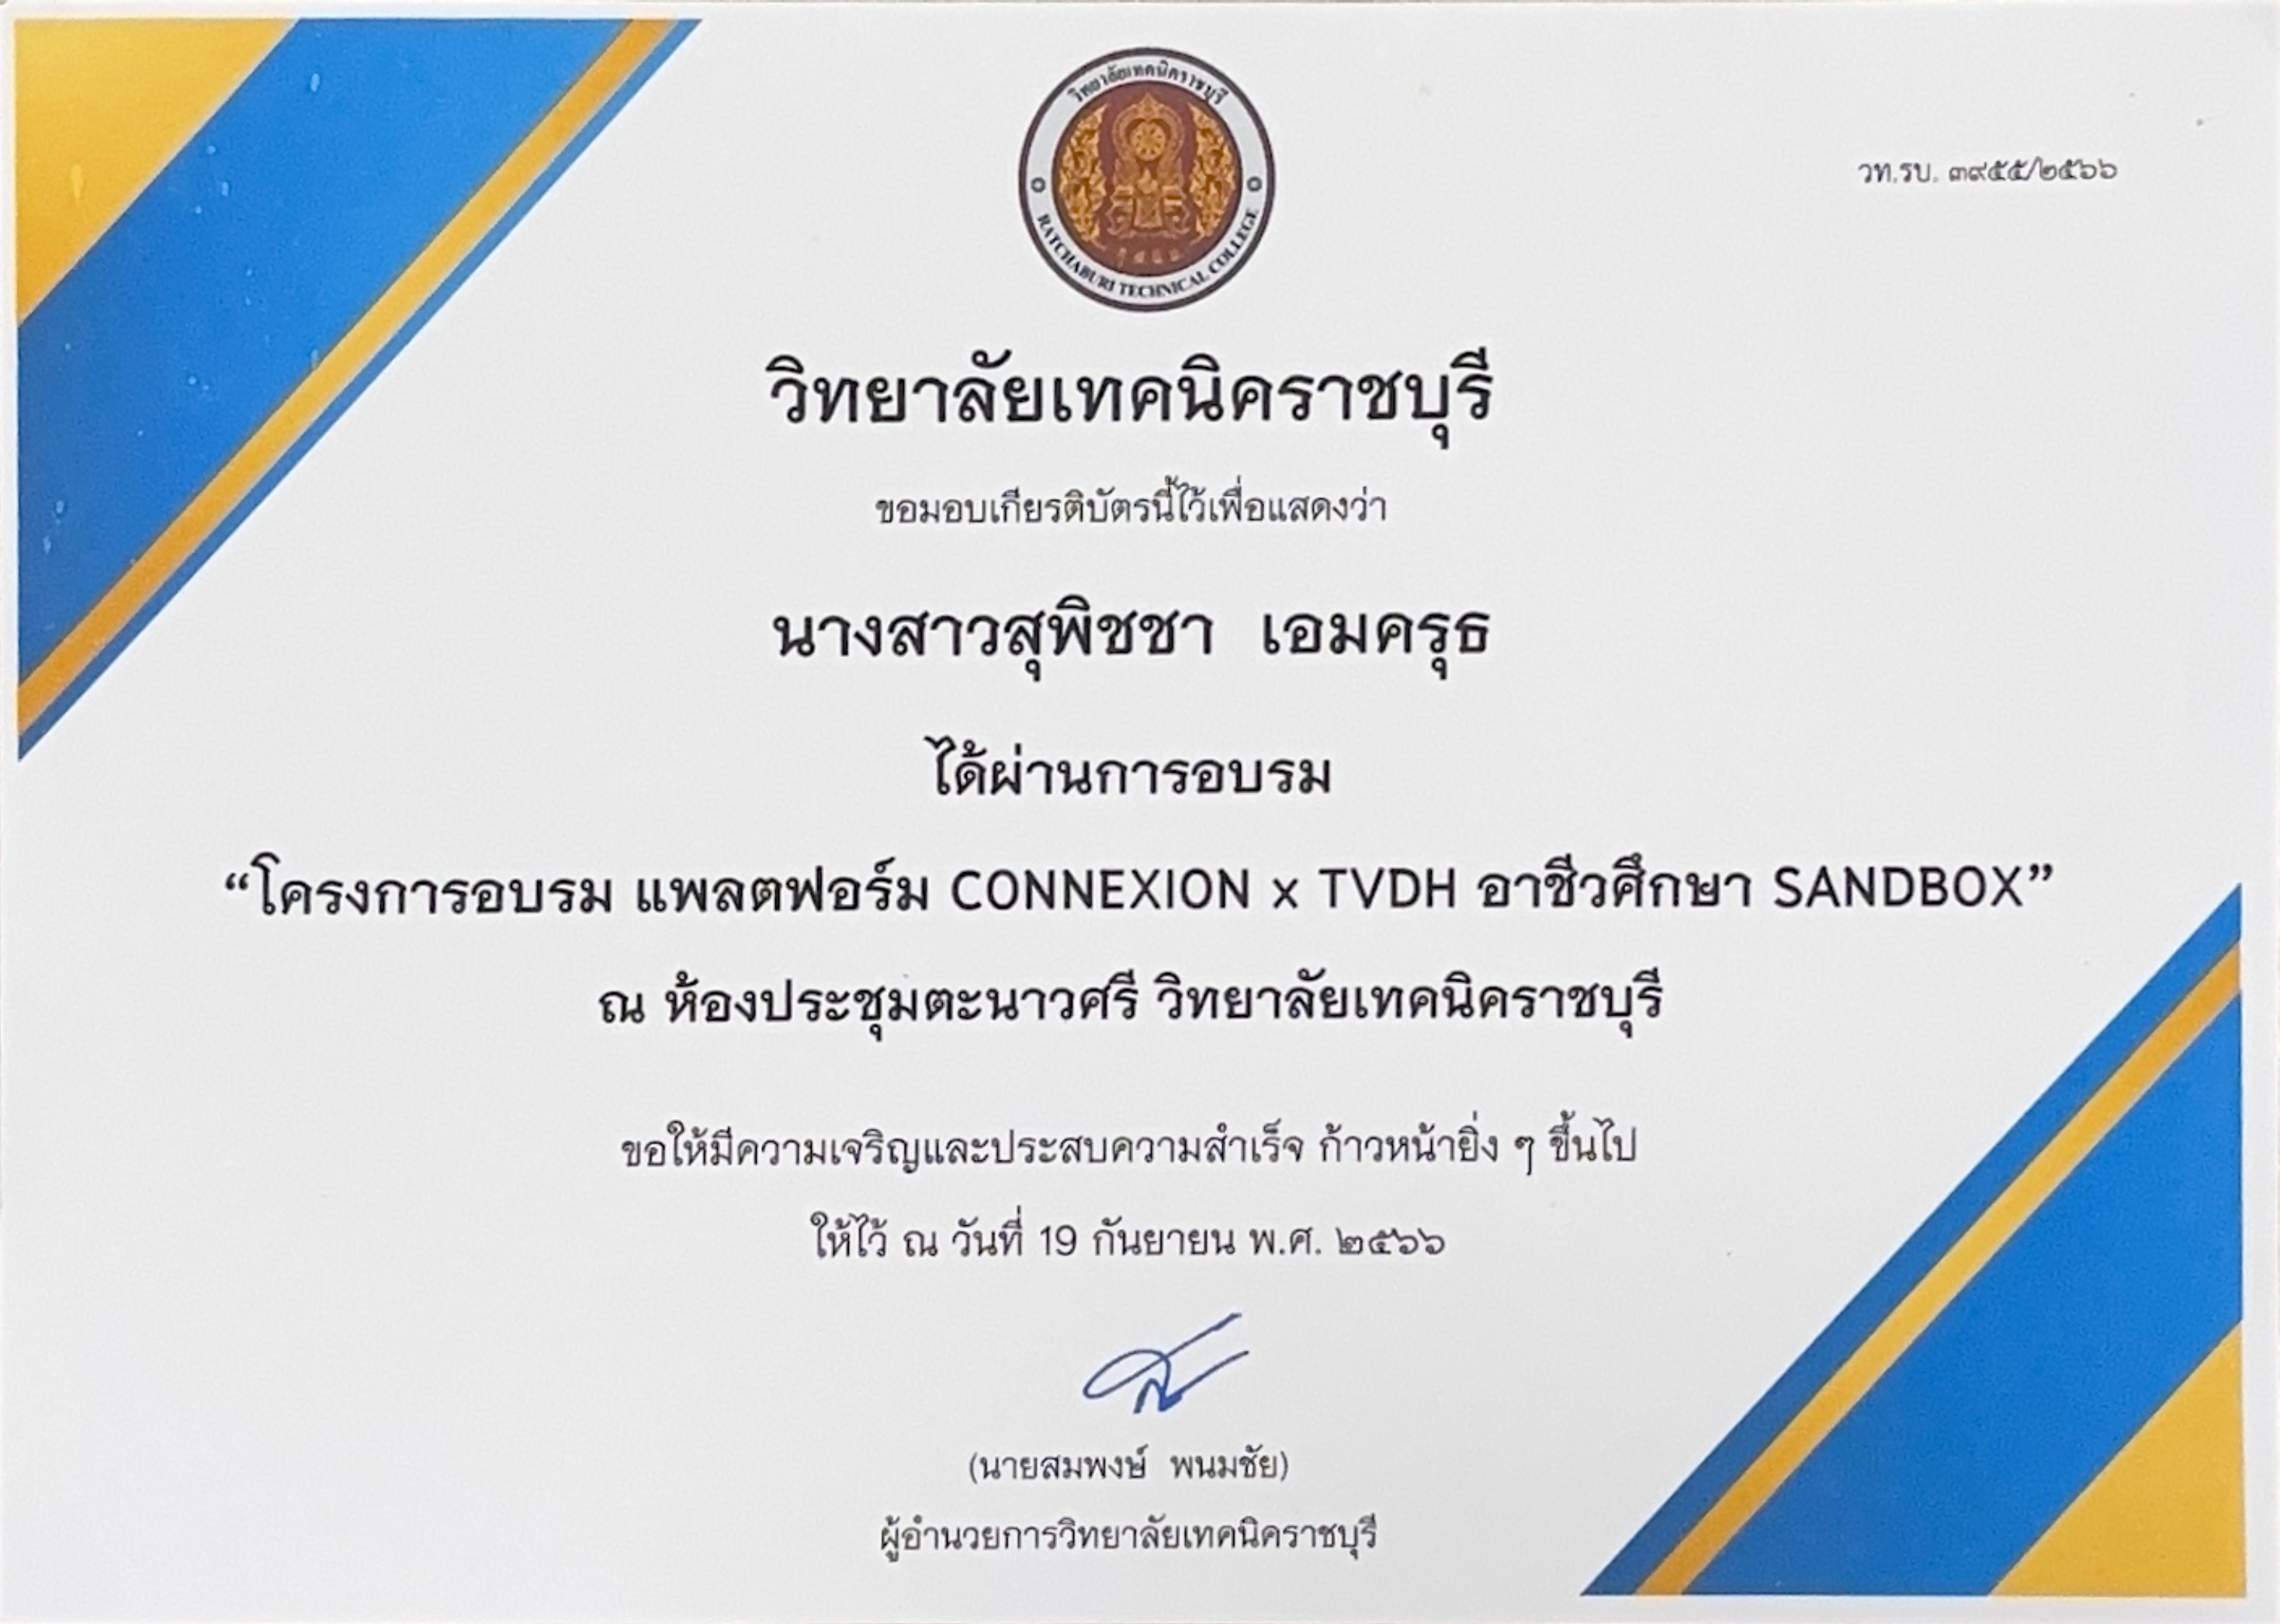 วิทยาลัยเทคนิคราชบุรี
RATCHABURI TECHNICAL COLLEGE
วท.รบ. ๓๙๕๕/๒๕๖๖
วิทยาลัยเทคนิคราชบุรี
ขอมอบเกียรติบัตรนี้ไว้เพื่อแสดงว่า
นางสาวสุพิชชา เอมครุธ
ได้ผ่านการอบรม
“โครงการอบรม แพลตฟอร์ม CONNEXION x TVDH อาชีวศึกษา SANDBOX”
ณ ห้องประชุมตะนาวศรี วิทยาลัยเทคนิคราชบุรี
ขอให้มีความเจริญและประสบความสำเร็จ ก้าวหน้ายิ่ง ๆ ขึ้นไป
ให้ไว้ ณ วันที่ 19 กันยายน พ.ศ. ๒๕๖๖
(นายสมพงษ์ พนมชัย)
ผู้อำนวยการวิทยาลัยเทคนิคราชบุรี